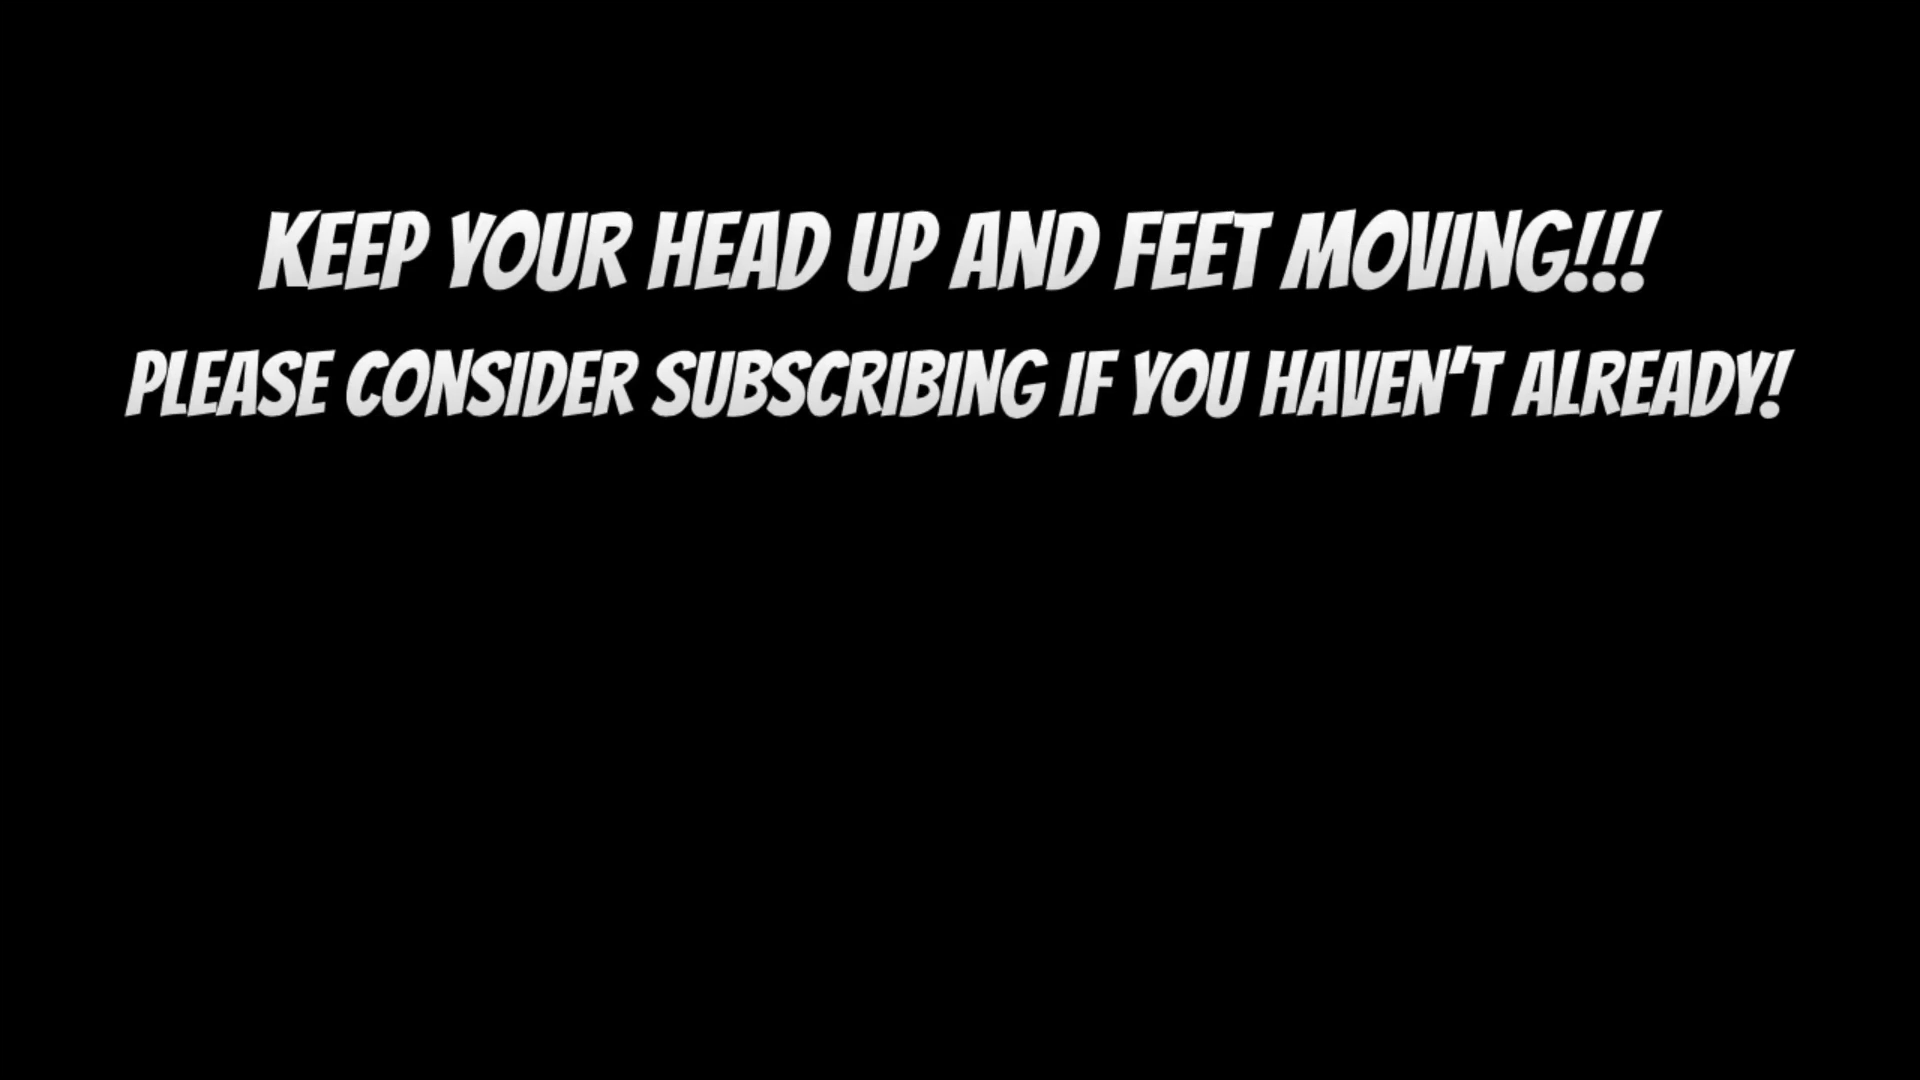 KEEP YOUR HEAD UP AND FEET MOVING!!!
PLEASE CONSIDER SUBSCRIBING IF YOU HAVEN'T ALREADY!